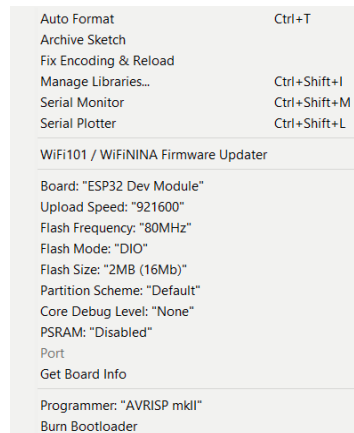 Auto Format Ctrl+T
Archive Sketch
Fix Encoding & Reload
Manage Libraries... Ctrl+Shift+I
Serial Monitor Ctrl+Shift+M
Serial Plotter Ctrl+Shift+L
WiFi101 / WiFiNINA Firmware Updater
Board: "ESP32 Dev Module"
Upload Speed: "921600"
Flash Frequency: "80MHz"
Flash Mode: "DIO"
Flash Size: "2MB (16Mb)"
Partition Scheme: "Default"
Core Debug Level: "None"
PSRAM: "Disabled"
Port
Get Board Info
Programmer: "AVRISP mkII"
Burn Bootloader